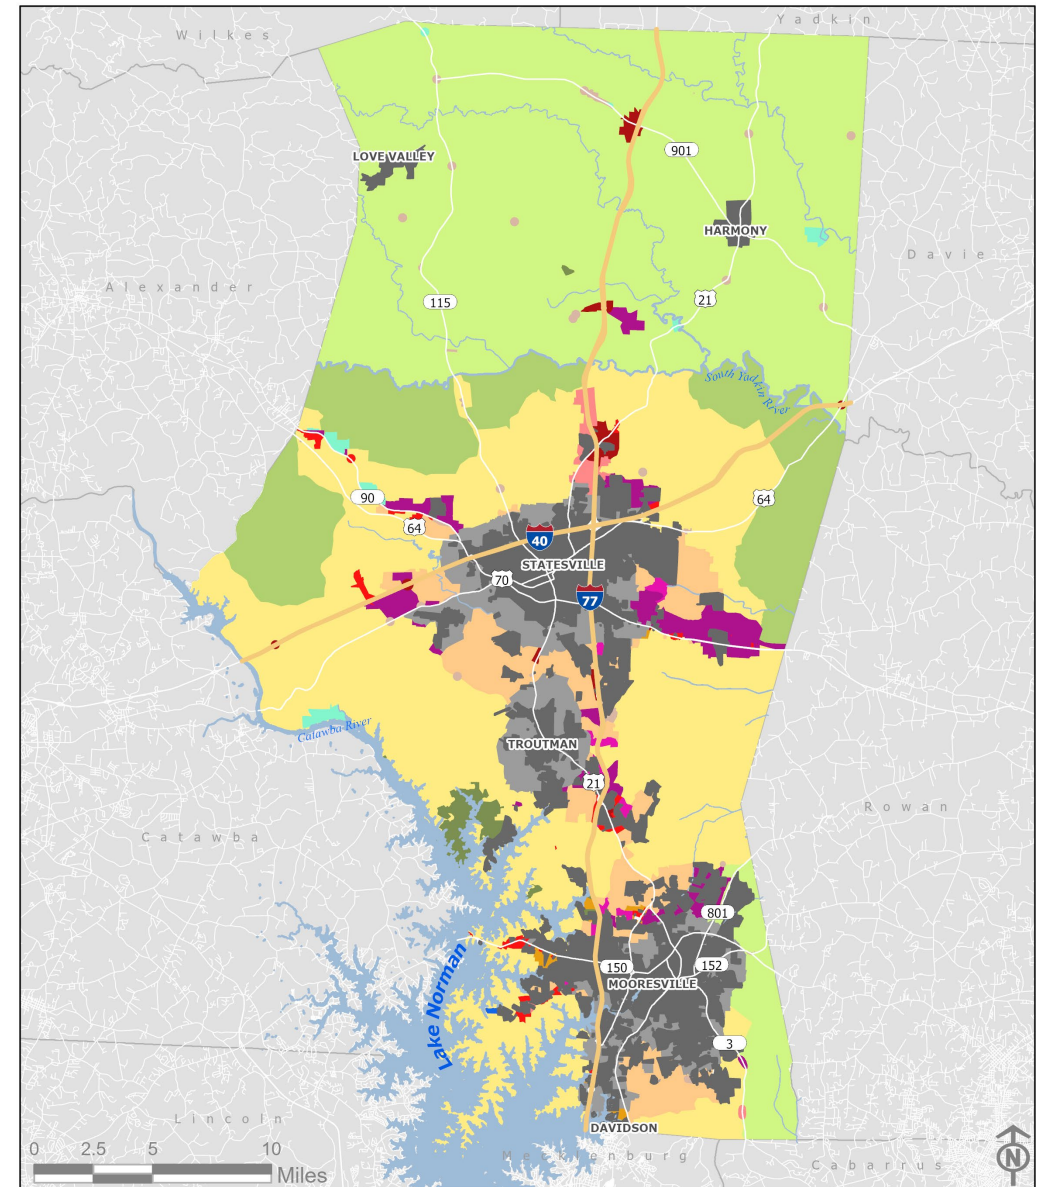 Yadkin
Wilkes
LOVE VALLEY
901
HARMONY
Davie
Alexander
115
21
South Yadkin
River
90
64
64
40
STATESVILLE
70
77
Catawba River
TROUTMAN
21
Rowan
Catawba
801
Lake Norman
150
152
MOORESVILLE
3
Lincoln
DAVIDSON
Mecklenburg
Cabarrus
0 2.5 5 10
Miles
N